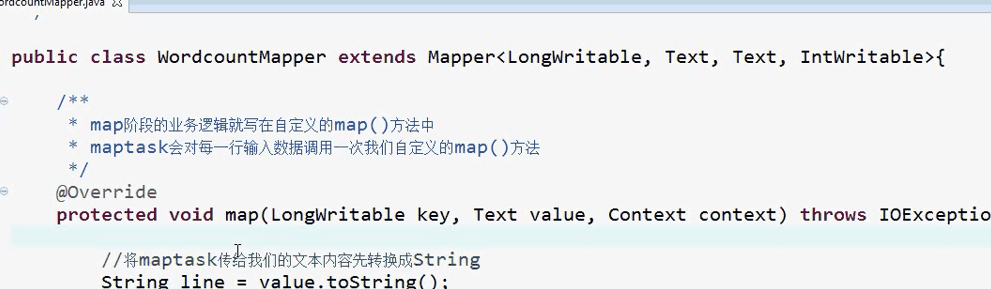 ordcountMapper.java
*/
public class WordcountMapper extends Mapper<LongWritable, Text, Text, IntWritable>{
/**
* map阶段的业务逻辑就写在自定义的map()方法中
* maptask会对每一行输入数据调用一次我们自定义的map()方法
*/
@Override
protected void map(LongWritable key, Text value, Context context) throws IOExceptio
//将maptask传给我们的文本内容先转换成String
String line = value.toString();